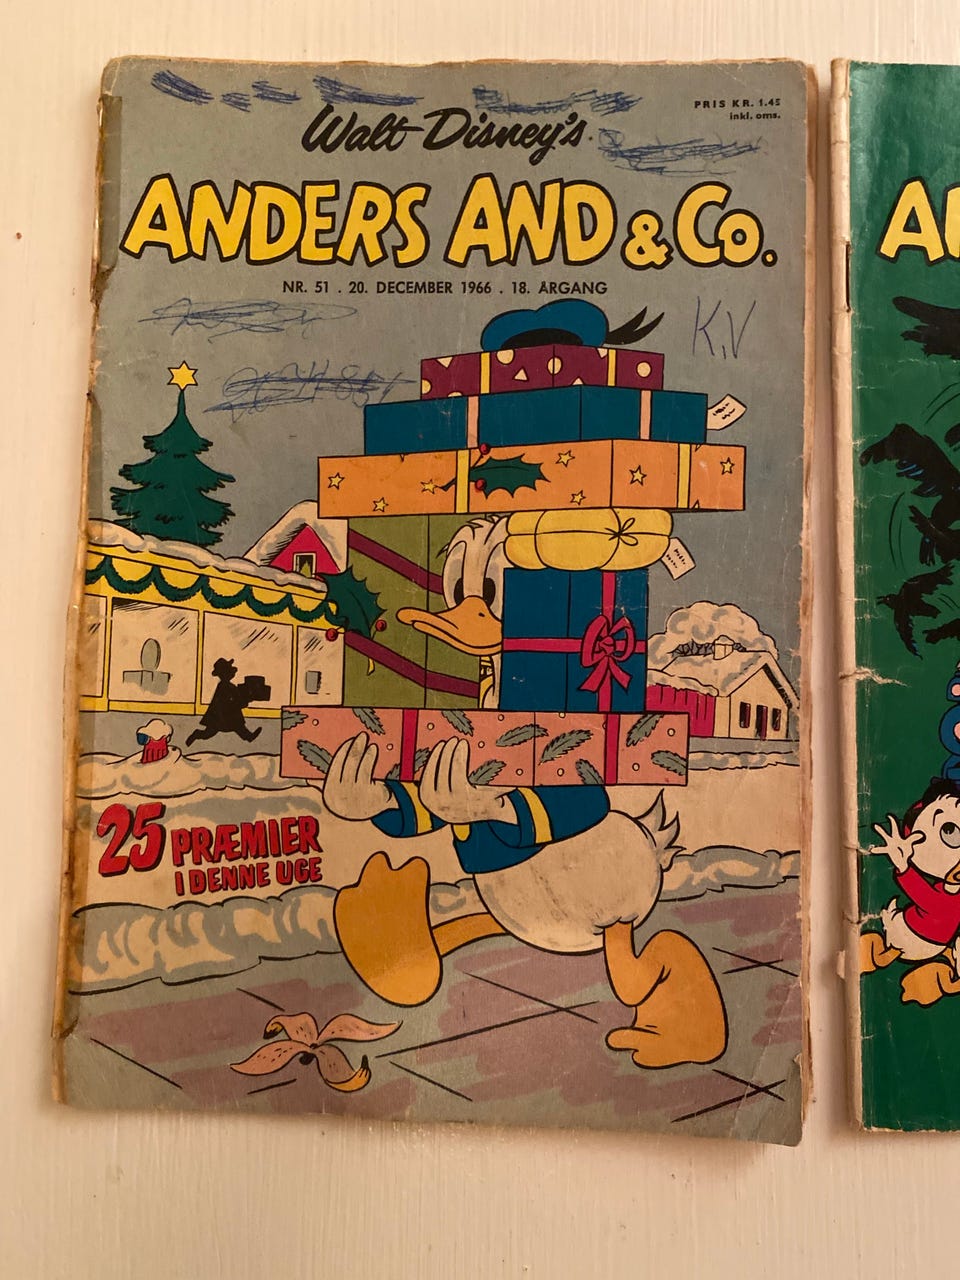 PRIS KR. 1.45
inkl. oms.
Walt Disney's
ANDERS AND & Co.
NR. 51 . 20. DECEMBER 1966 . 18. ÅRGANG
K.V
25 PRÆMIER
I DENNE UGE